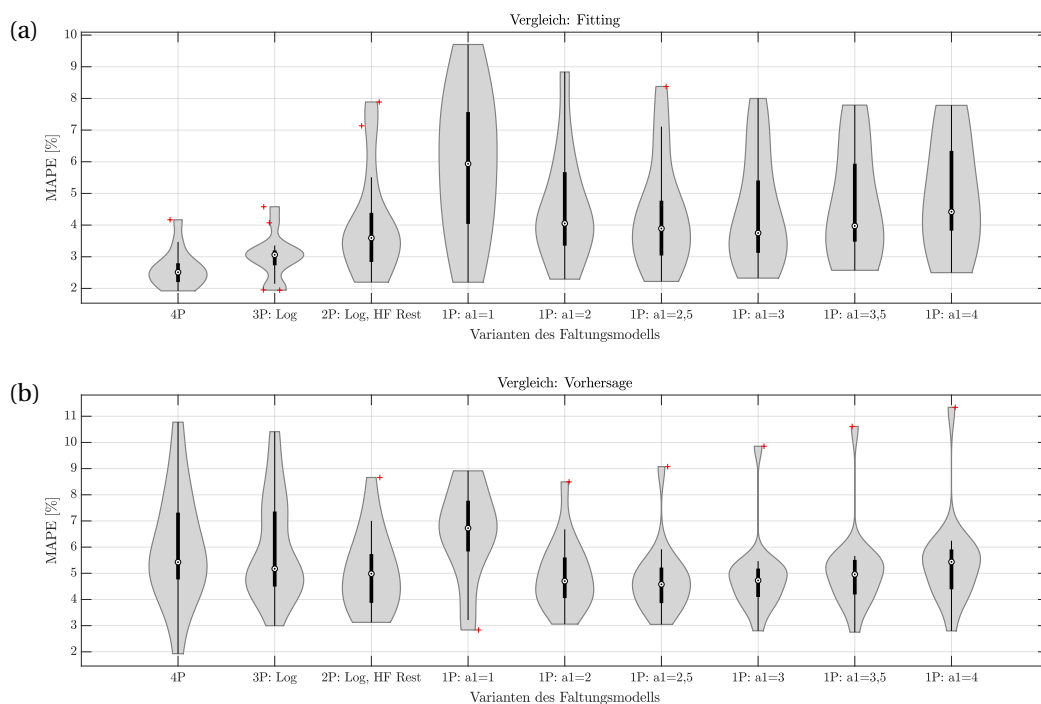 (a)
Vergleich: Fitting
10
9
8
7
6
5
4
3
2
MAPE [%]
4P
3P: Log
2P: Log, HF Rest
1P: a1=1
1P: a1=2
1P: a1=2,5
1P: a1=3
1P: a1=3,5
1P: a1=4
Varianten des Faltungsmodells
(b)
Vergleich: Vorhersage
11
10
9
8
7
6
5
4
3
2
MAPE [%]
4P
3P: Log
2P: Log, HF Rest
1P: a1=1
1P: a1=2
1P: a1=2,5
1P: a1=3
1P: a1=3,5
1P: a1=4
Varianten des Faltungsmodells